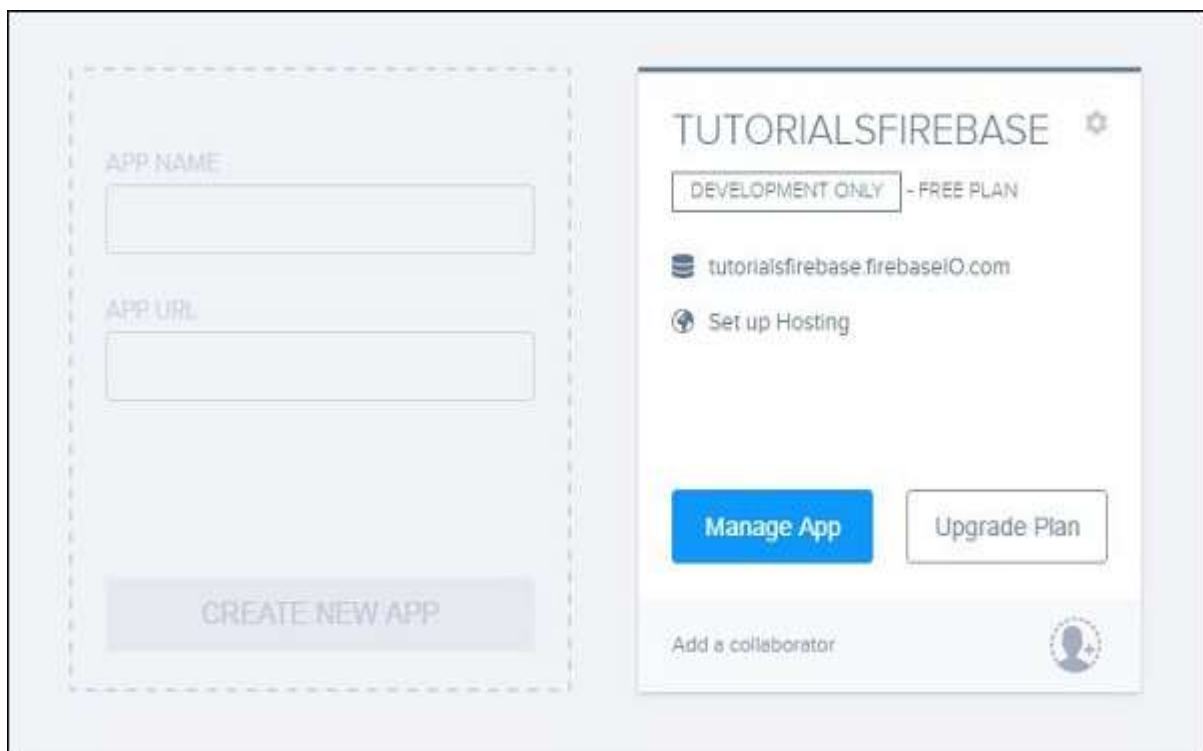 APP NAME
APP URL
CREATE NEW APP
TUTORIALSFIREBASE
DEVELOPMENT ONLY - FREE PLAN
tutorialsfirebase.firebaseIO.com
Set up Hosting
Manage App Upgrade Plan
Add a collaborator